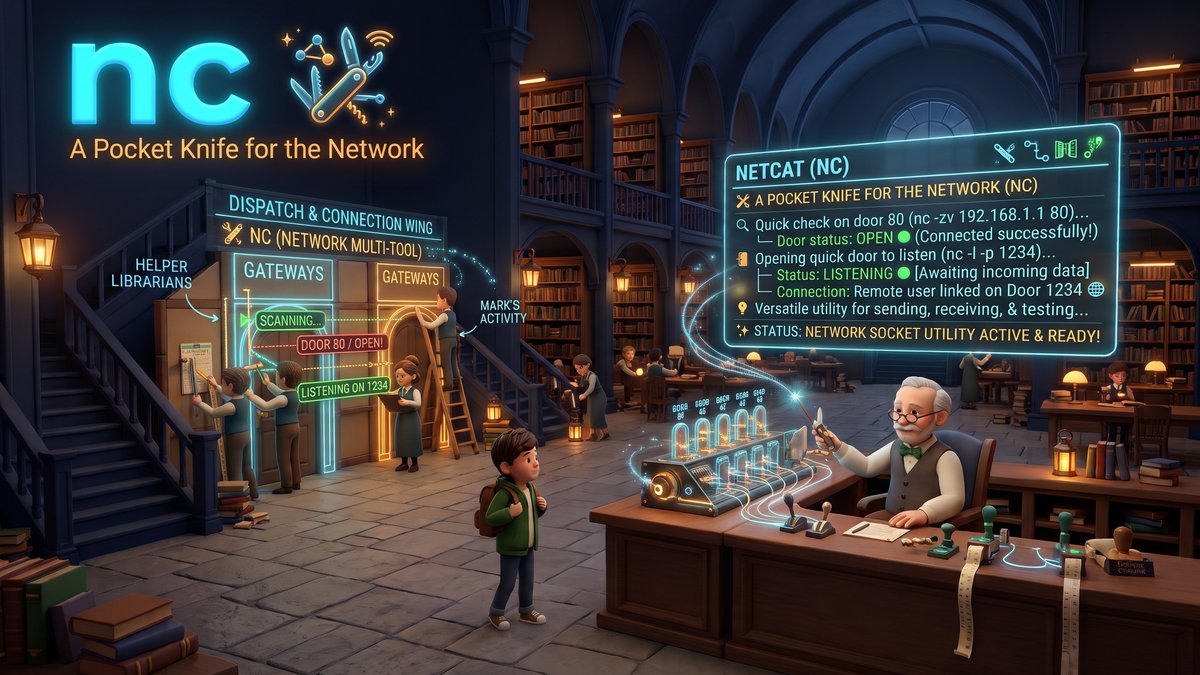 nc
A Pocket Knife for the Network
DISPATCH & CONNECTION WING
NC (NETWORK MULTI-TOOL)
GATEWAYS
GATEWAYS
HELPER
LIBRARIANS
MARK'S
ACTIVITY
SCANNING...
DOOR 80 / OPEN!
LISTENING ON 1234
NETCAT (NC)
A POCKET KNIFE FOR THE NETWORK (NC)
Quick check on door 80 (nc -zv 192.168.1.1 80)...
Door status: OPEN (Connected successfully!)
Opening quick door to listen (nc -l -p 1234)...
Status: LISTENING [Awaiting incoming data]
Connection: Remote user linked on Door 1234
Versatile utility for sending, receiving, & testing...
STATUS: NETWORK SOCKET UTILITY ACTIVE & READY!